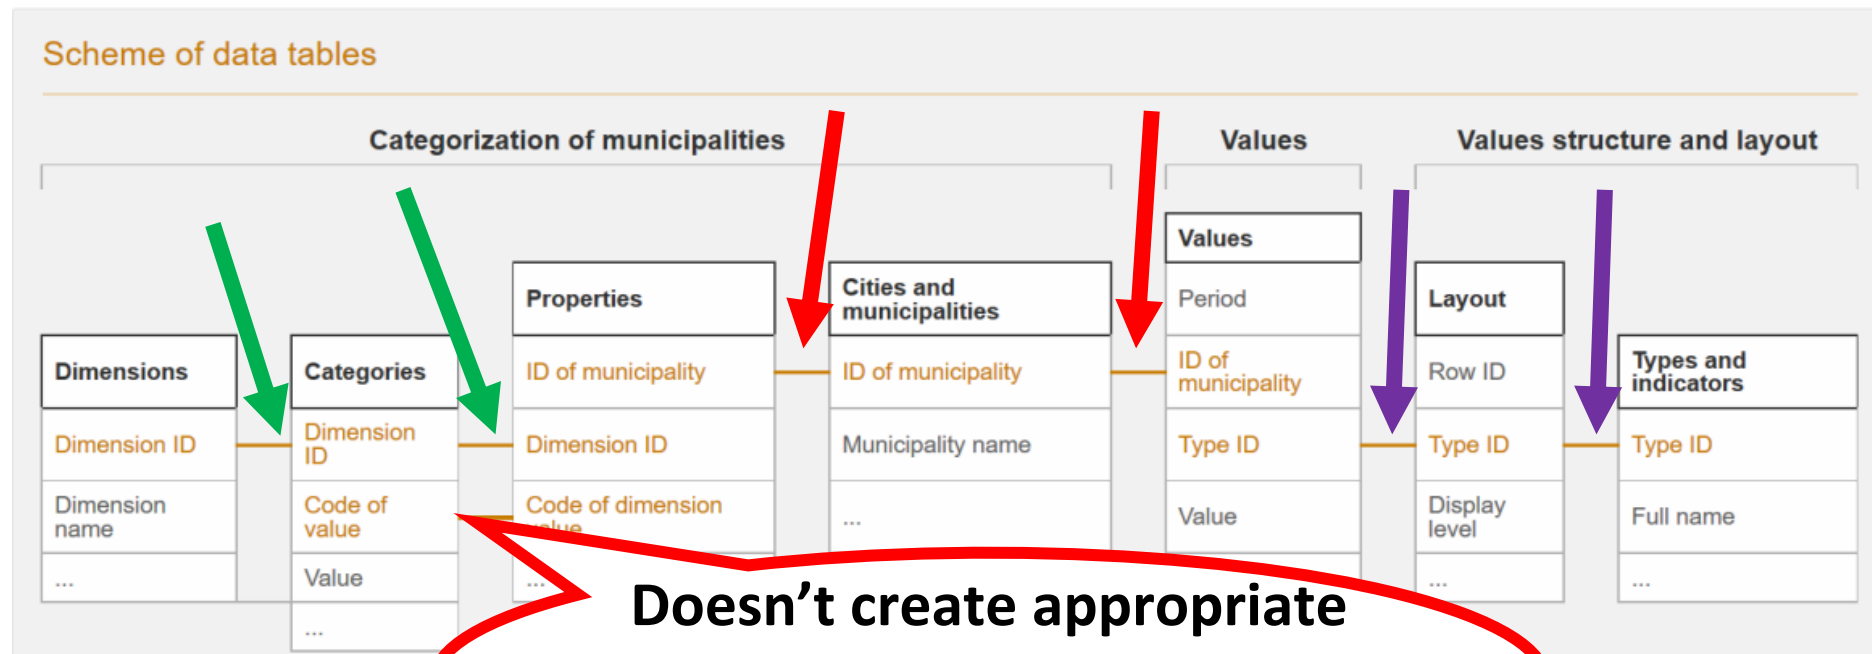 Scheme of data tables
Categorization of municipalities
Values
Values structure and layout
Dimensions
Dimension ID
Dimension
name
...
Categories
Dimension
ID
Code of
value
Value
...
Properties
ID of municipality
Dimension ID
Code of dimension
value
...
Cities and
municipalities
ID of municipality
Municipality name
...
Values
Period
ID of
municipality
Type ID
Value
Layout
Row ID
Type ID
Display
level
...
Types and
indicators
Type ID
Full name
...
Doesn’t create appropriate